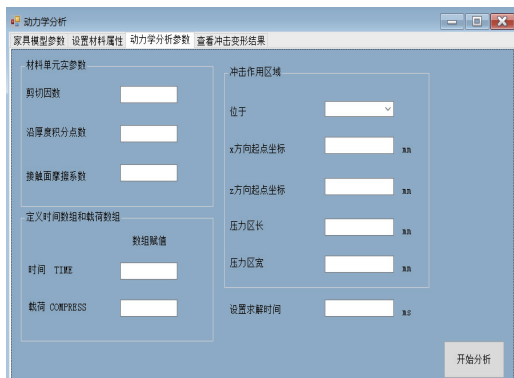 动力学分析
家具模型参数 设置材料属性 动力学分析参数 查看冲击变形结果
材料单元实参数
剪切因数
沿厚度积分点数
接触面摩擦系数
定义时间数组和载荷数组
数组赋值
时间 TIME
载荷 COMPRESS
冲击作用区域
位于
x方向起点坐标 mm
z方向起点坐标 mm
压力区长 mm
压力区宽 mm
设置求解时间 ms
开始分析